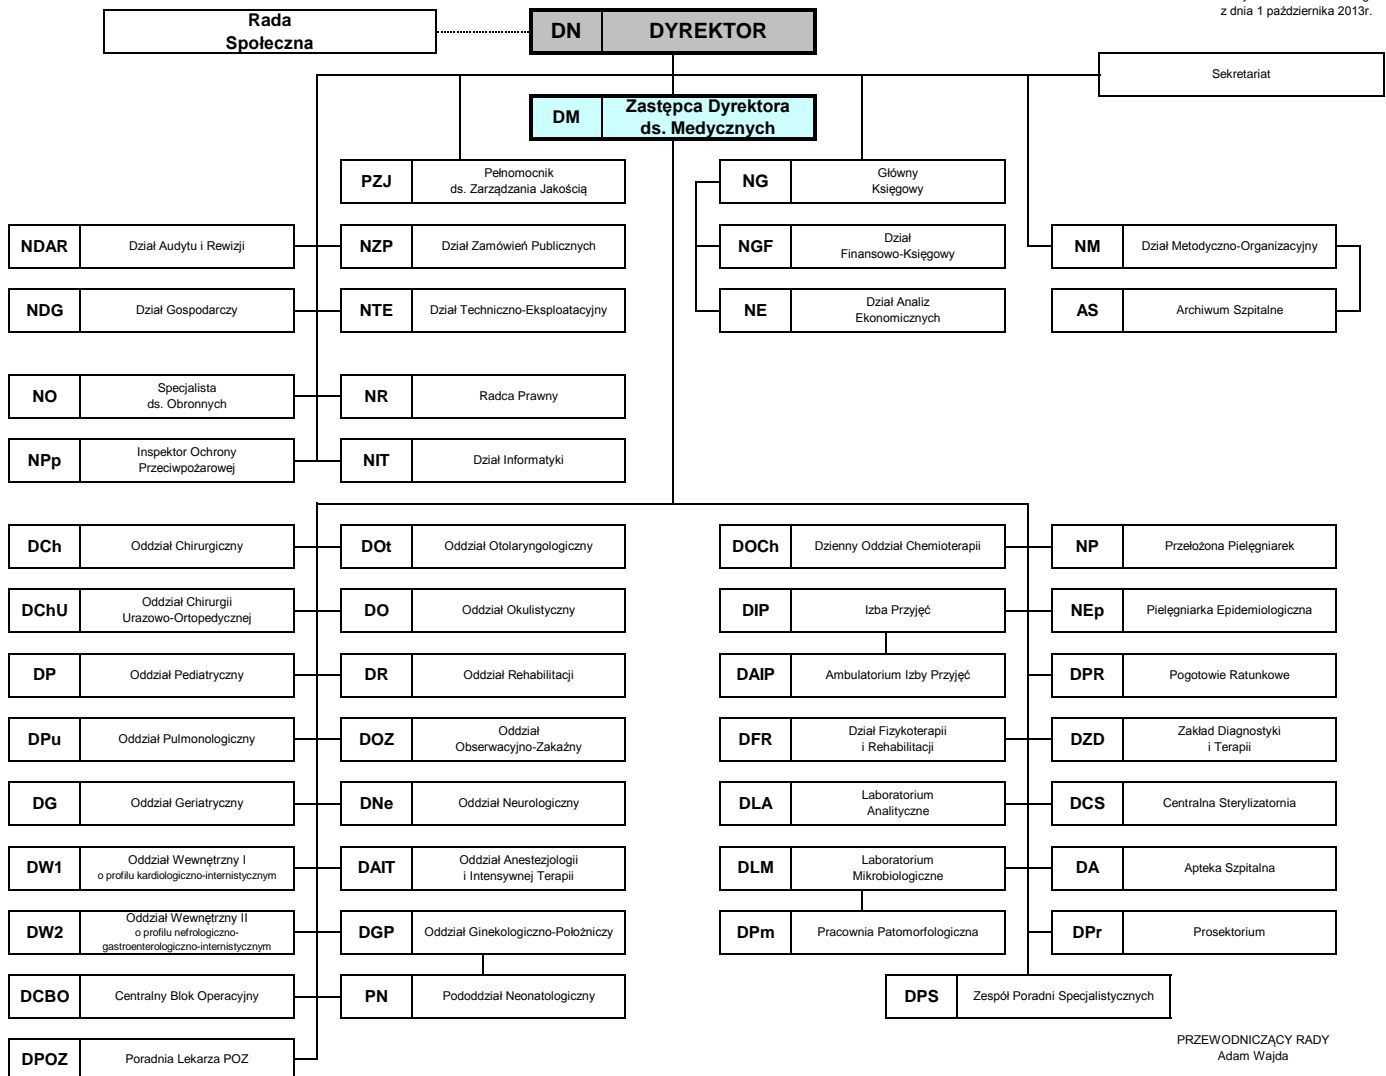 z dnia 1 października 2013r.
Rada
Społeczna
DN DYREKTOR
Sekretariat
DM Zastępca Dyrektora
ds. Medycznych
PZJ Pełnomocnik
ds. Zarządzania Jakością
NG Główny
Księgowy
NDAR Dział Audytu i Rewizji
NZP Dział Zamówień Publicznych
NGF Dział
Finansowo-Księgowy
NM Dział Metodyczno-Organizacyjny
NDG Dział Gospodarczy
NTE Dział Techniczno-Eksploatacyjny
NE Dział Analiz
Ekonomicznych
AS Archiwum Szpitalne
NO Specjalista
ds. Obronnych
NR Radca Prawny
NPp Inspektor Ochrony
Przeciwpożarowej
NIT Dział Informatyki
DCh Oddział Chirurgiczny
DOt Oddział Otolaryngologiczny
DOCh Dzienny Oddział Chemioterapii
NP Przełożona Pielęgniarek
DChU Oddział Chirurgii
Urazowo-Ortopedycznej
DO Oddział Okulistyczny
DIP Izba Przyjęć
NEp Pielęgniarka Epidemiologiczna
DP Oddział Pediatryczny
DR Oddział Rehabilitacji
DAIP Ambulatorium Izby Przyjęć
DPR Pogotowie Ratunkowe
DPu Oddział Pulmonologiczny
DOZ Oddział
Obserwacyjno-Zakaźny
DFR Dział Fizykoterapii
i Rehabilitacji
DZD Zakład Diagnostyki
i Terapii
DG Oddział Geriatryczny
DNe Oddział Neurologiczny
DLA Laboratorium
Analityczne
DCS Centralna Sterylizatornia
DW1 Oddział Wewnętrzny I
o profilu kardiologiczno-internistycznym
DAIT Oddział Anestezjologii
i Intensywnej Terapii
DLM Laboratorium
Mikrobiologiczne
DA Apteka Szpitalna
DW2 Oddział Wewnętrzny II
o profilu nefrologiczno-
gastroenterologiczno-internistycznym
DGP Oddział Ginekologiczno-Położniczy
DPm Pracownia Patomorfologiczna
DPr Prosektorium
DCBO Centralny Blok Operacyjny
PN Pododdział Neonatologiczny
DPS Zespół Poradni Specjalistycznych
DPOZ Poradnia Lekarza POZ
PRZEWODNICZĄCY RADY
Adam Wajda